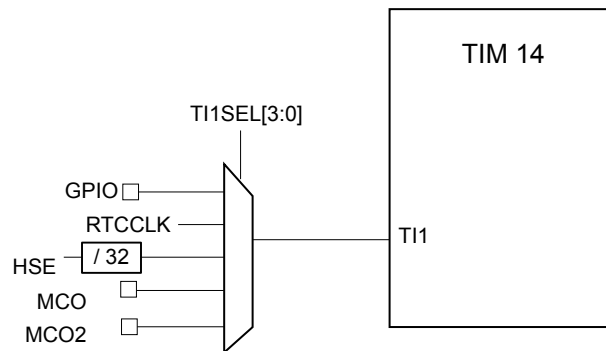 TIM 14
TI1SEL[3:0]
GPIO
RTCCLK
TI1
HSE
/ 32
MCO
MCO2